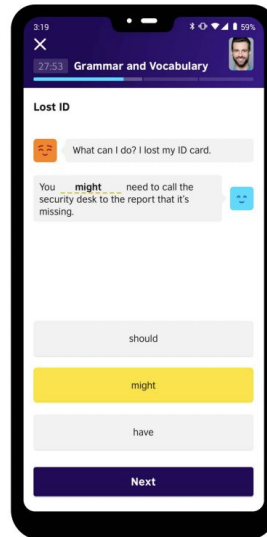 3:19
59%
27:53 Grammar and Vocabulary
Lost ID
What can I do? I lost my ID card.
You might need to call the
security desk to the report that it's
missing.
should
might
have
Next